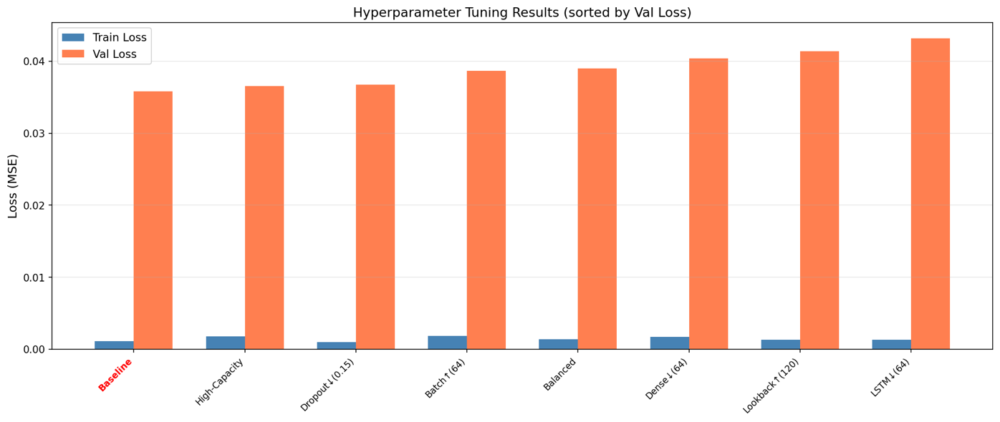 Hyperparameter Tuning Results (sorted by Val Loss)
Train Loss
Val Loss
Loss (MSE)
0.04
0.03
0.02
0.01
0.00
Baseline
High-Capacity
Dropout↓(0.15)
Batch↑(64)
Balanced
Dense↓(64)
Lookback↑(120)
LSTM↓(64)